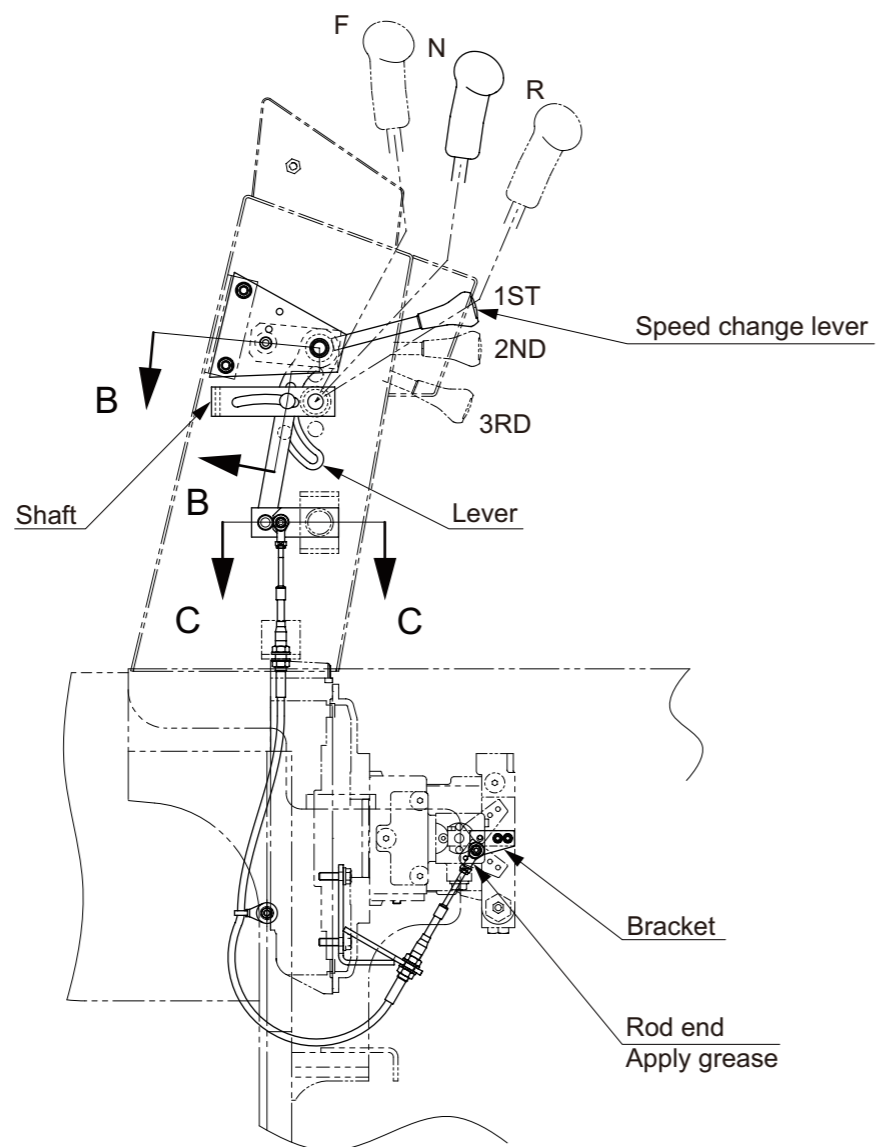 F
N
R
1ST
Speed change lever
2ND
B
3RD
B
Shaft
Lever
C
C
Bracket
Rod end
Apply grease